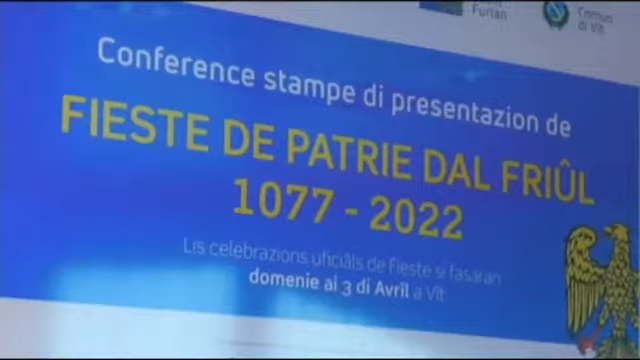 Furlan
Comun
di Vît
Conference stampe di presentazion de
FIESTE DE PATRIE DAL FRIÛL
1077 - 2022
Lis celebrazions uficiâls de Fieste si fasaran
domenie ai 3 di Avrîl a Vît